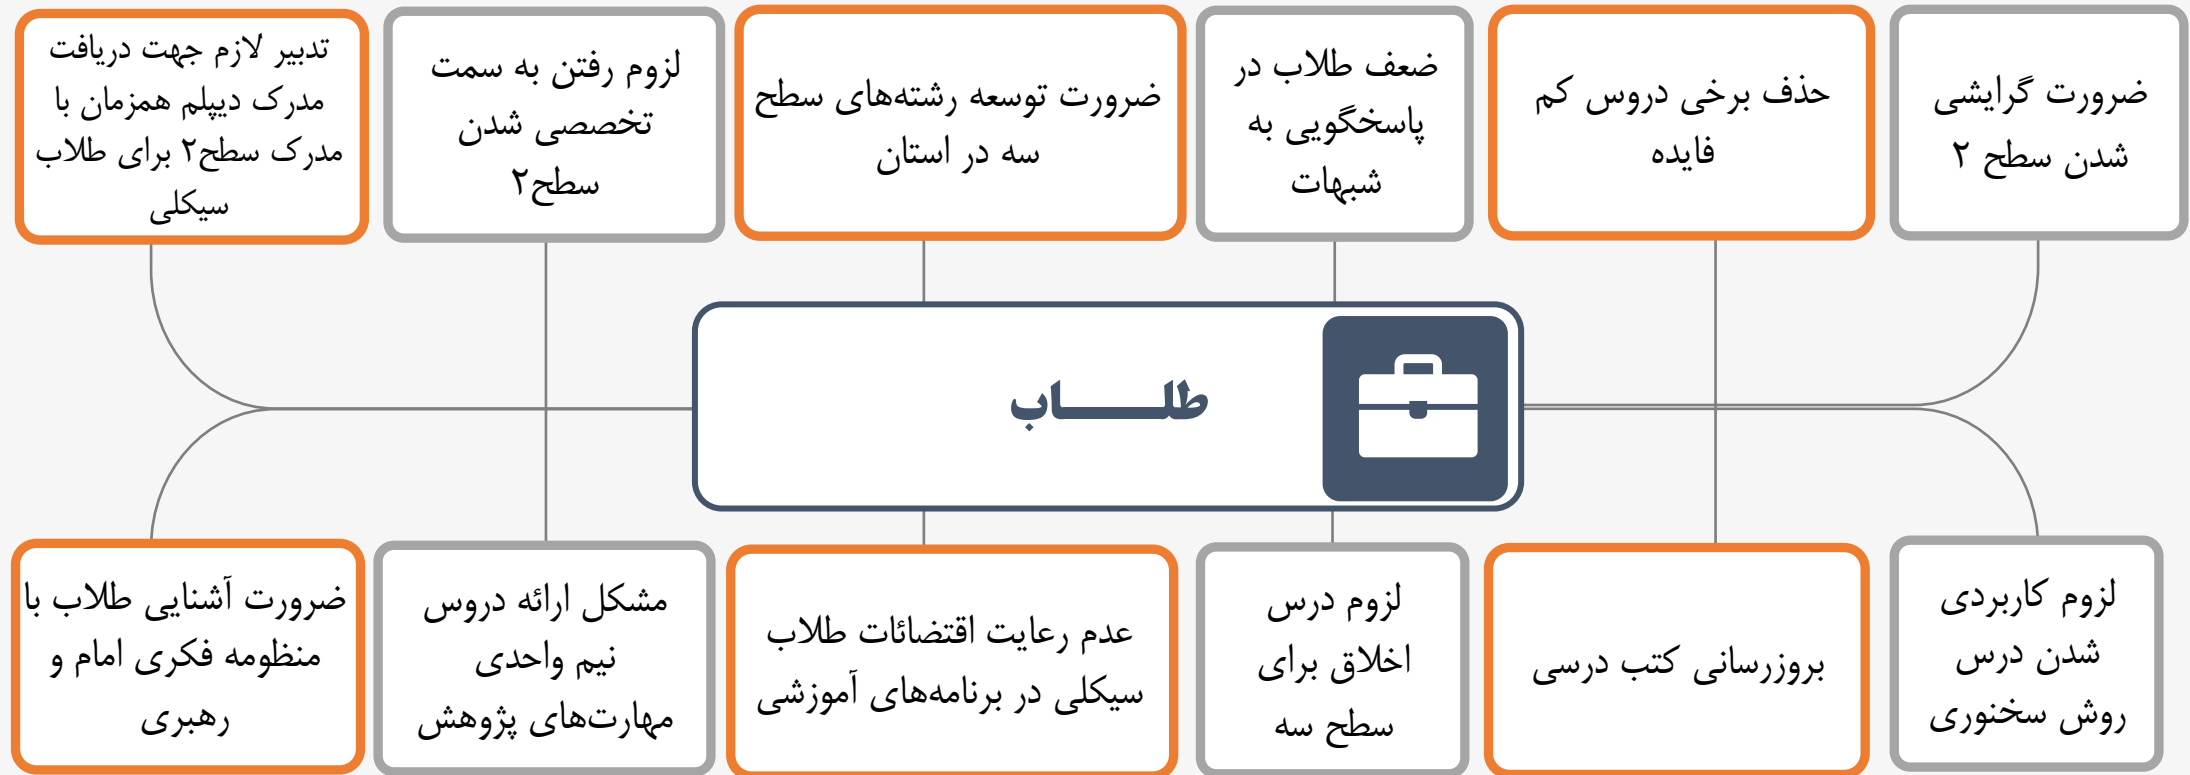 ضرورت گرایشی
شدن سطح ۲
حذف برخی دروس کم
فایده
ضعف طلاب در
پاسخگویی به
شبهات
ضرورت توسعه رشته‌های سطح
سه در استان
لزوم رفتن به سمت
تخصصی شدن
سطح۲
تدبیر لازم جهت دریافت
مدرک دیپلم همزمان با
مدرک سطح۲ برای طلاب
سیکلی
طلـــــاب
لزوم کاربردی
شدن درس
روش سخنوری
بروزرسانی کتب درسی
لزوم درس
اخلاق برای
سطح سه
عدم رعایت اقتضائات طلاب
سیکلی در برنامه‌های آموزشی
مشکل ارائه دروس
نیم واحدی
مهارت‌های پژوهش
ضرورت آشنایی طلاب با
منظومه فکری امام و
رهبری